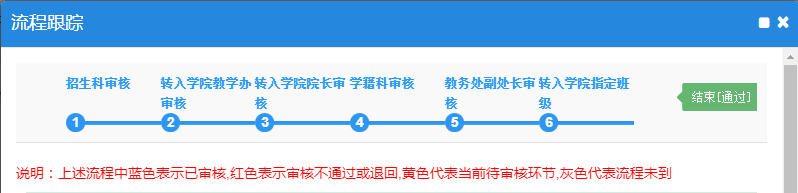 流程跟踪
招生科审核 转入学院教学办 转入学院院长审 学籍科审核 教务处副处长审 转入学院指定班
审核 核 核 级
1 2 3 4 5 6
结束[通过]
说明：上述流程中蓝色表示已审核,红色表示审核不通过或退回,黄色代表当前待审核环节,灰色代表流程未到